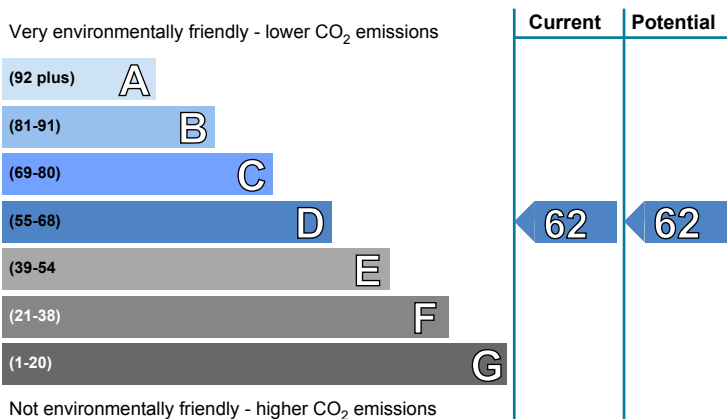 Current Potential
Very environmentally friendly - lower CO2 emissions
(92 plus) A
(81-91) B
(69-80) C
(55-68) D 62 62
(39-54 E
(21-38) F
(1-20) G
Not environmentally friendly - higher CO2 emissions